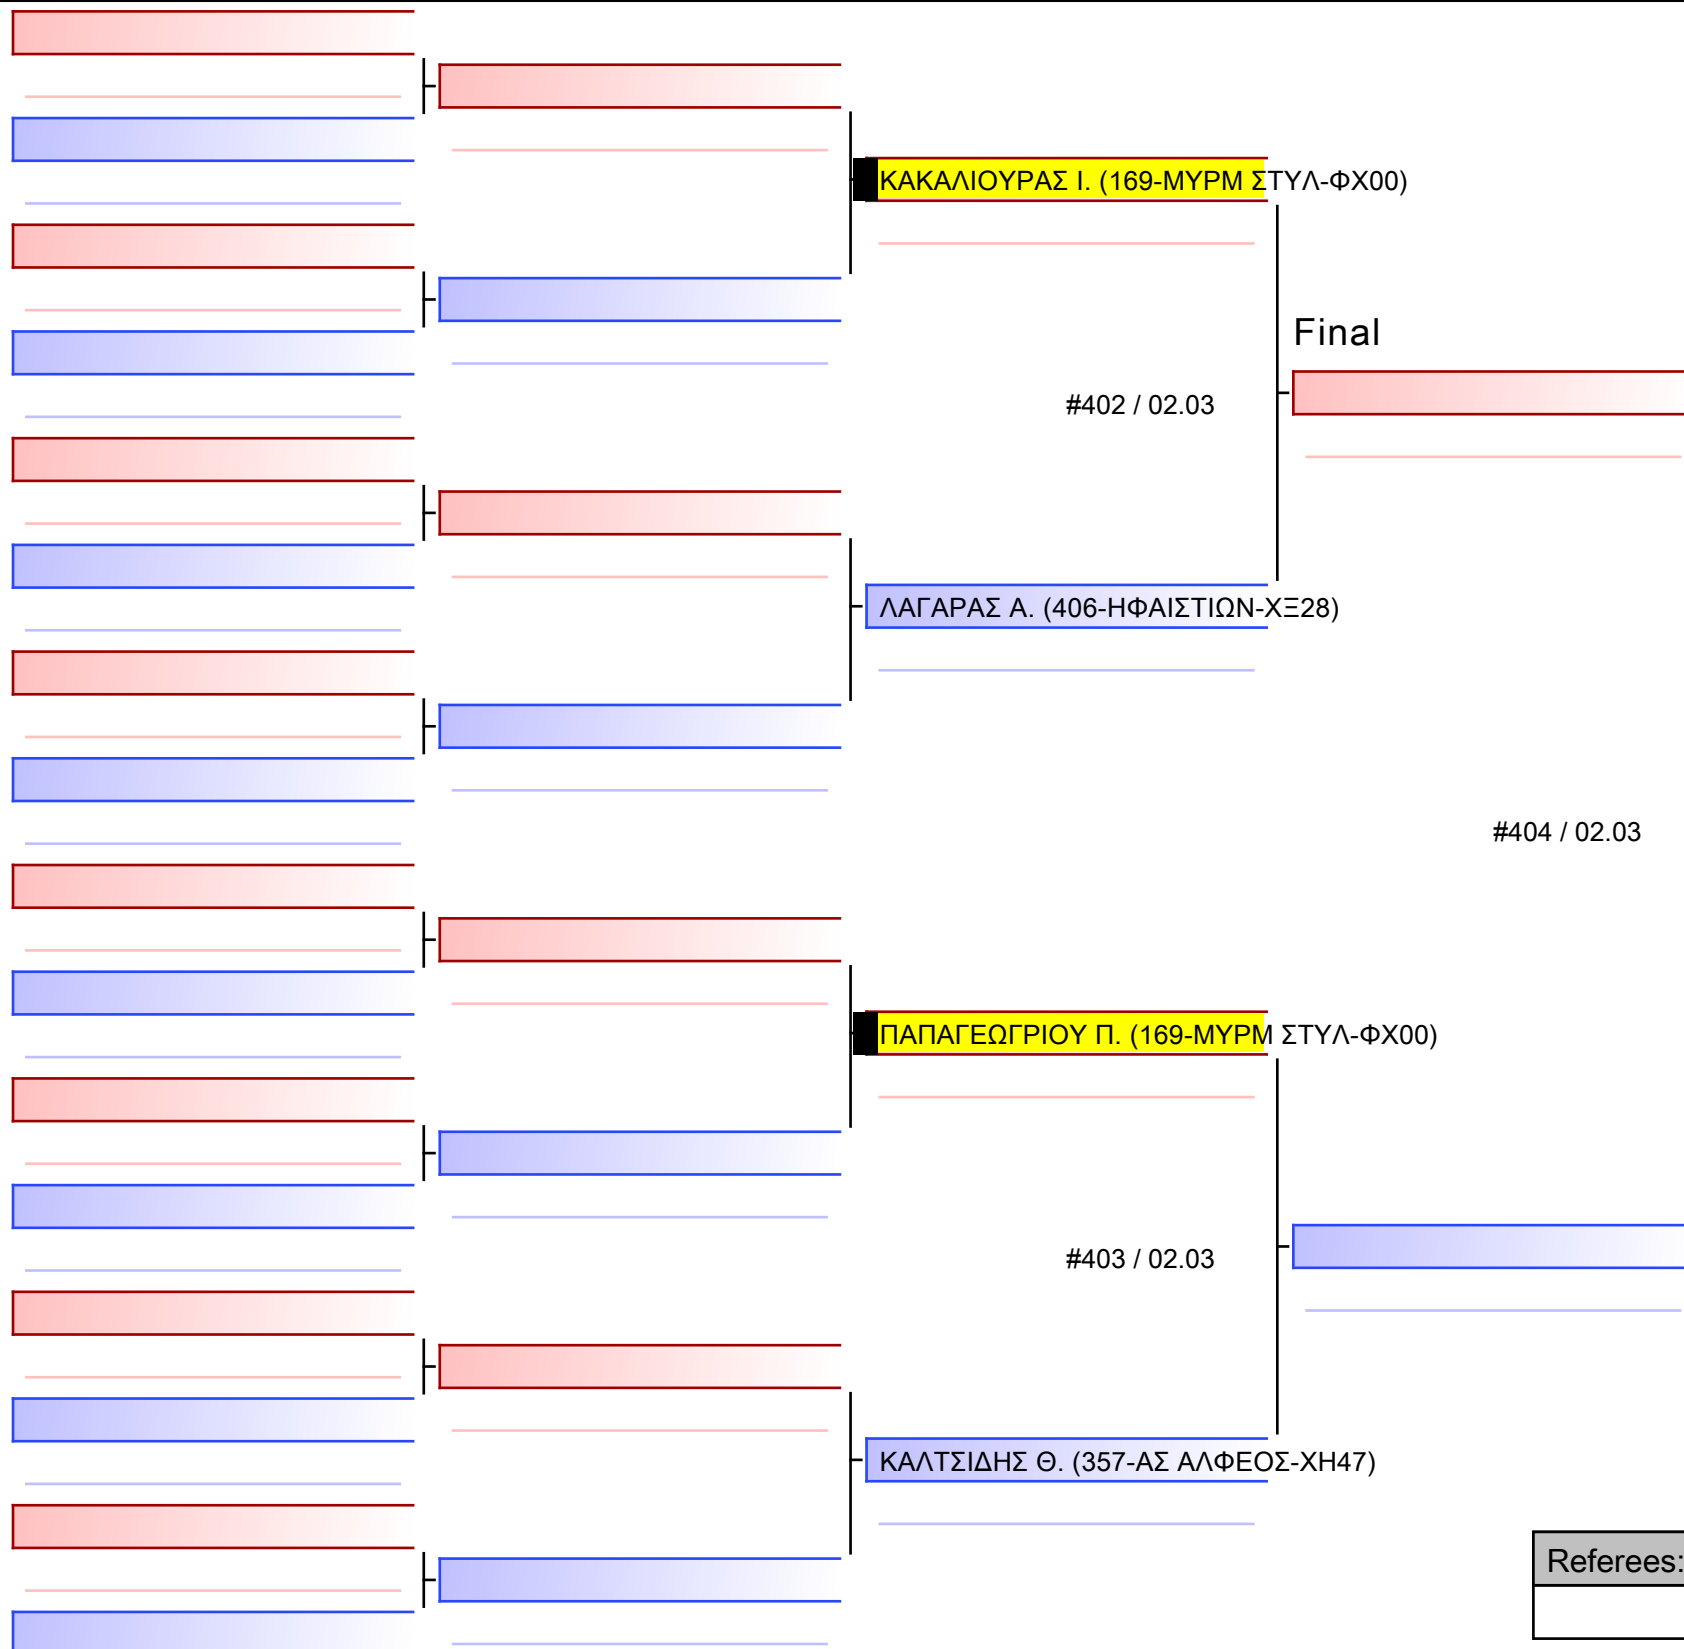 ΚΑΚΑΛΙΟΥΡΑΣ Ι. (169-ΜΥΡΜ ΣΤΥΛ-ΦΧ00)
Final
#402 / 02.03
ΛΑΓΑΡΑΣ Α. (406-ΗΦΑΙΣΤΙΩΝ-ΧΞ28)
#404 / 02.03
ΠΑΠΑΓΕΩΓΡΙΟΥ Π. (169-ΜΥΡΜ ΣΤΥΛ-ΦΧ00)
#403 / 02.03
ΚΑΛΤΣΙΔΗΣ Θ. (357-ΑΣ ΑΛΦΕΟΣ-ΧΗ47)
Referees: